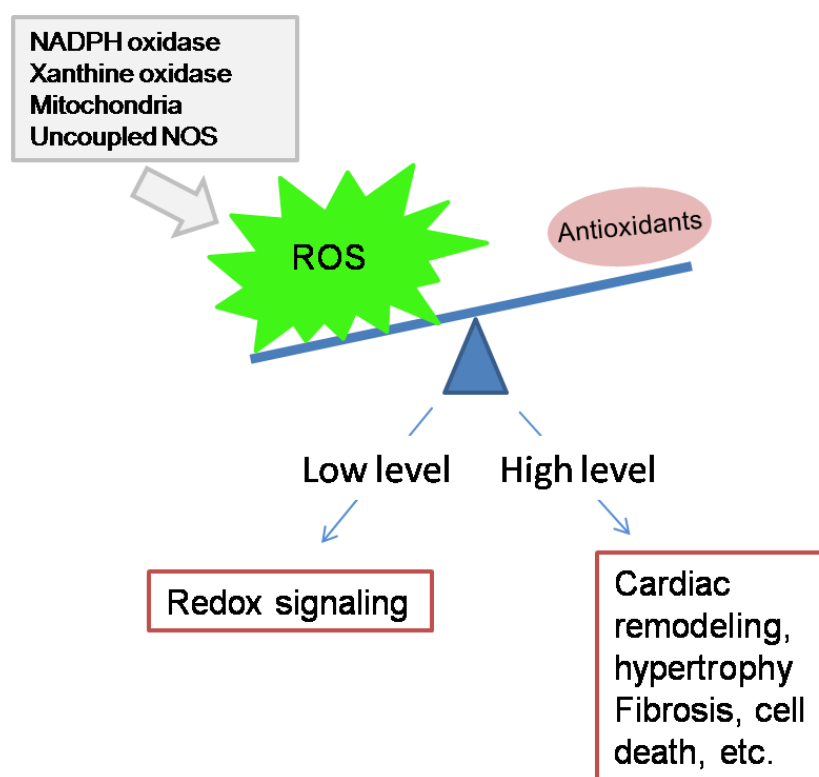 NADPH oxidase
Xanthine oxidase
Mitochondria
Uncoupled NOS
ROS
Antioxidants
Low level
High level
Redox signaling
Cardiac
remodeling,
hypertrophy
Fibrosis, cell
death, etc.